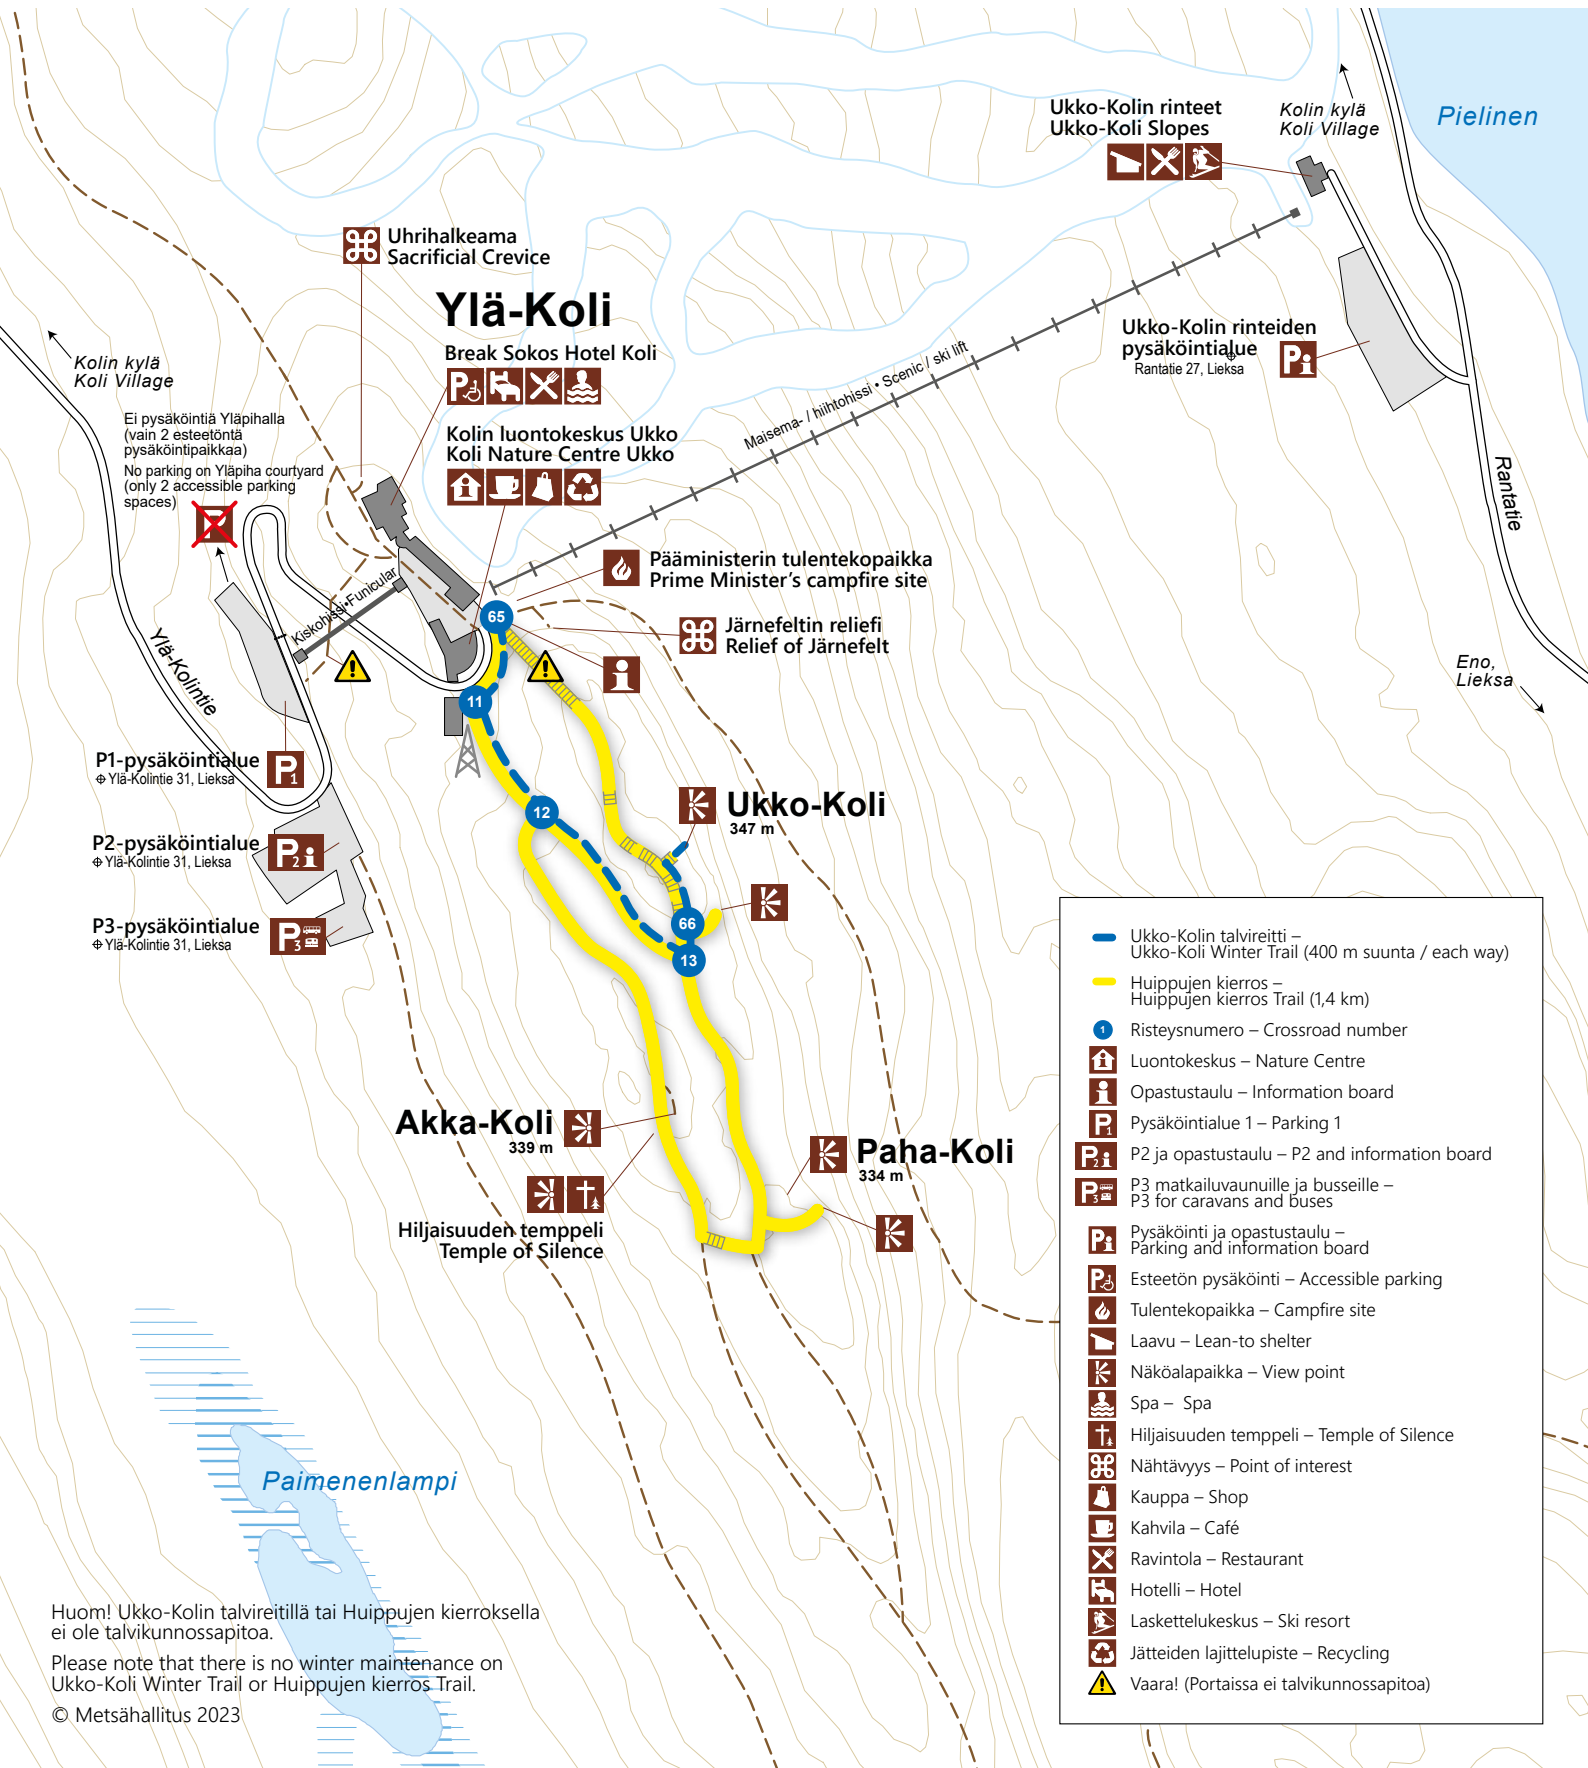 Ukko-Kolin rinteet
Ukko-Koli Slopes
Kolin kylä
Koli Village
Pielinen
Uhrihalkeama
Sacrificial Crevice
Ylä-Koli
Break Sokos Hotel Koli
P
Kolin luontokeskus Ukko
Koli Nature Centre Ukko
Kolin kylä
Koli Village
Ei pysäköintiä Yläpihalla
(vain 2 esteetöntä
pysäköintipaikkaa)
No parking on Yläpiha courtyard
(only 2 accessible parking
spaces)
P
Maisema- / hiihtohissi • Scenic / ski lift
Ukko-Kolin rinteiden
pysäköintialue
Rantatie 27, Lieksa
P
Rantatie
Eno,
Lieksa
Pääministerin tulentekopaikka
Prime Minister's campfire site
Järnefeltin reliefi
Relief of Järnefelt
Kiskohissi•Funicular
Ylä-Kolintie
65
11
12
66
13
P1-pysäköintialue
Ylä-Kolintie 31, Lieksa
P1
P2-pysäköintialue
Ylä-Kolintie 31, Lieksa
P2
P3-pysäköintialue
Ylä-Kolintie 31, Lieksa
P3
Ukko-Koli
347 m
Akka-Koli
339 m
Hiljaisuuden temppeli
Temple of Silence
Paha-Koli
334 m
Paimenenlampi
Ukko-Kolin talvireitti –
Ukko-Koli Winter Trail (400 m suunta / each way)
Huippujen kierros –
Huippujen kierros Trail (1,4 km)
1 Risteysnumero – Crossroad number
Luontokeskus – Nature Centre
Opastustaulu – Information board
P1 Pysäköintialue 1 – Parking 1
P2 P2 ja opastustaulu – P2 and information board
P3 P3 matkailuvaunuille ja busseille –
P3 for caravans and buses
P Pysäköinti ja opastustaulu –
Parking and information board
P Esteetön pysäköinti – Accessible parking
Tulentekopaikka – Campfire site
Laavu – Lean-to shelter
Näköalapaikka – View point
Spa – Spa
Hiljaisuuden temppeli – Temple of Silence
Nähtävyys – Point of interest
Kauppa – Shop
Kahvila – Café
Ravintola – Restaurant
Hotelli – Hotel
Laskettelukeskus – Ski resort
Jätteiden lajittelupiste – Recycling
Vaara! (Portaissa ei talvikunnossapitoa)
Huom! Ukko-Kolin talvireitillä tai Huippujen kierroksella
ei ole talvikunnossapitoa.
Please note that there is no winter maintenance on
Ukko-Koli Winter Trail or Huippujen kierros Trail.
© Metsähallitus 2023